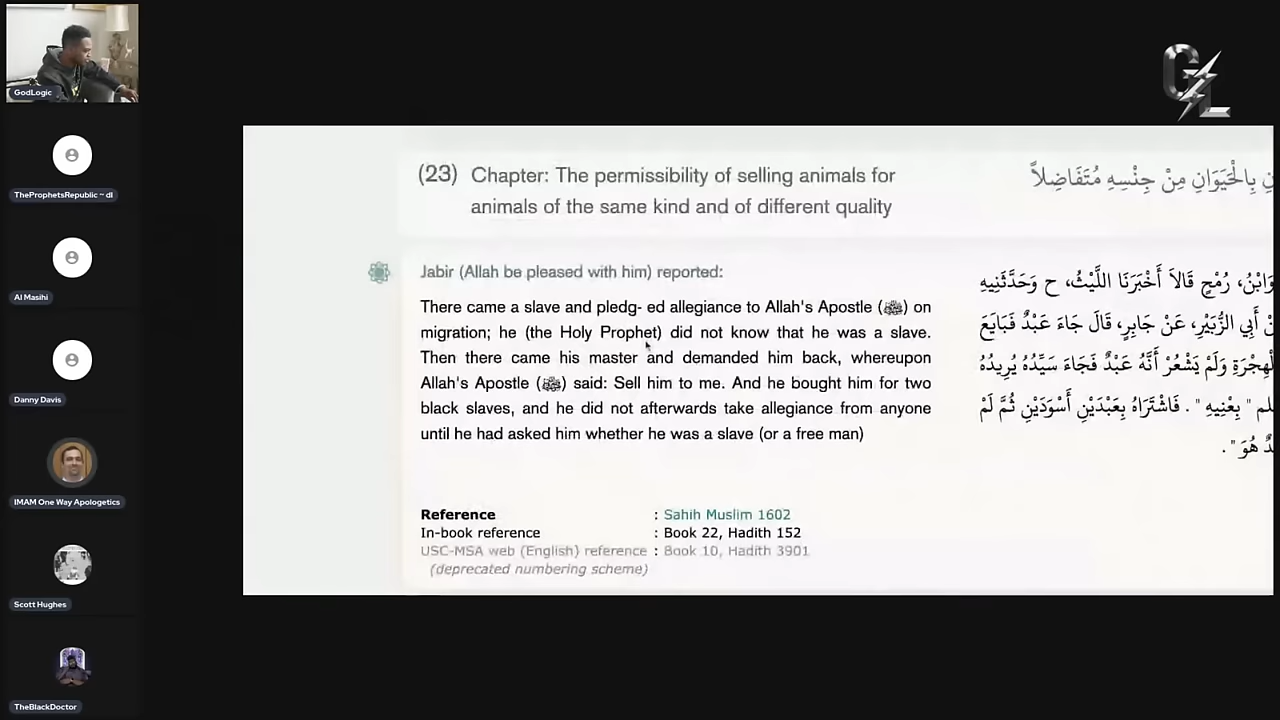 GodLogic
TheProphetsRepublic ~ dl
Al Masihi
Danny Davis
IMAM One Way Apologetics
Scott Hughes
TheBlackDoctor
GL
(23) Chapter: The permissibility of selling animals for
animals of the same kind and of different quality
بِالْحَيَوَانِ مِنْ جِنْسِهِ مُتَفَاضِلاً
Jabir (Allah be pleased with him) reported:
There came a slave and pledg- ed allegiance to Allah's Apostle (ﷺ) on
migration; he (the Holy Prophet) did not know that he was a slave.
Then there came his master and demanded him back, whereupon
Allah's Apostle (ﷺ) said: Sell him to me. And he bought him for two
black slaves, and he did not afterwards take allegiance from anyone
until he had asked him whether he was a slave (or a free man)
وَابْنُ، رُمْحٍ قَالاَ أَخْبَرَنَا اللَّيْثُ، ح وَحَدَّثَنِيهِ
أَبِي الزُّبَيْرِ، عَنْ جَابِرٍ، قَالَ جَاءَ عَبْدٌ فَبَايَعَ
الْهِجْرَةِ وَلَمْ يَشْعُرْ أَنَّهُ عَبْدٌ فَجَاءَ سَيِّدُهُ يُرِيدُهُ
" بِعْنِيهِ " . فَاشْتَرَاهُ بِعَبْدَيْنِ أَسْوَدَيْنِ ثُمَّ لَمْ
هُوَ " .
Reference : Sahih Muslim 1602
In-book reference : Book 22, Hadith 152
USC-MSA web (English) reference : Book 10, Hadith 3901
(deprecated numbering scheme)